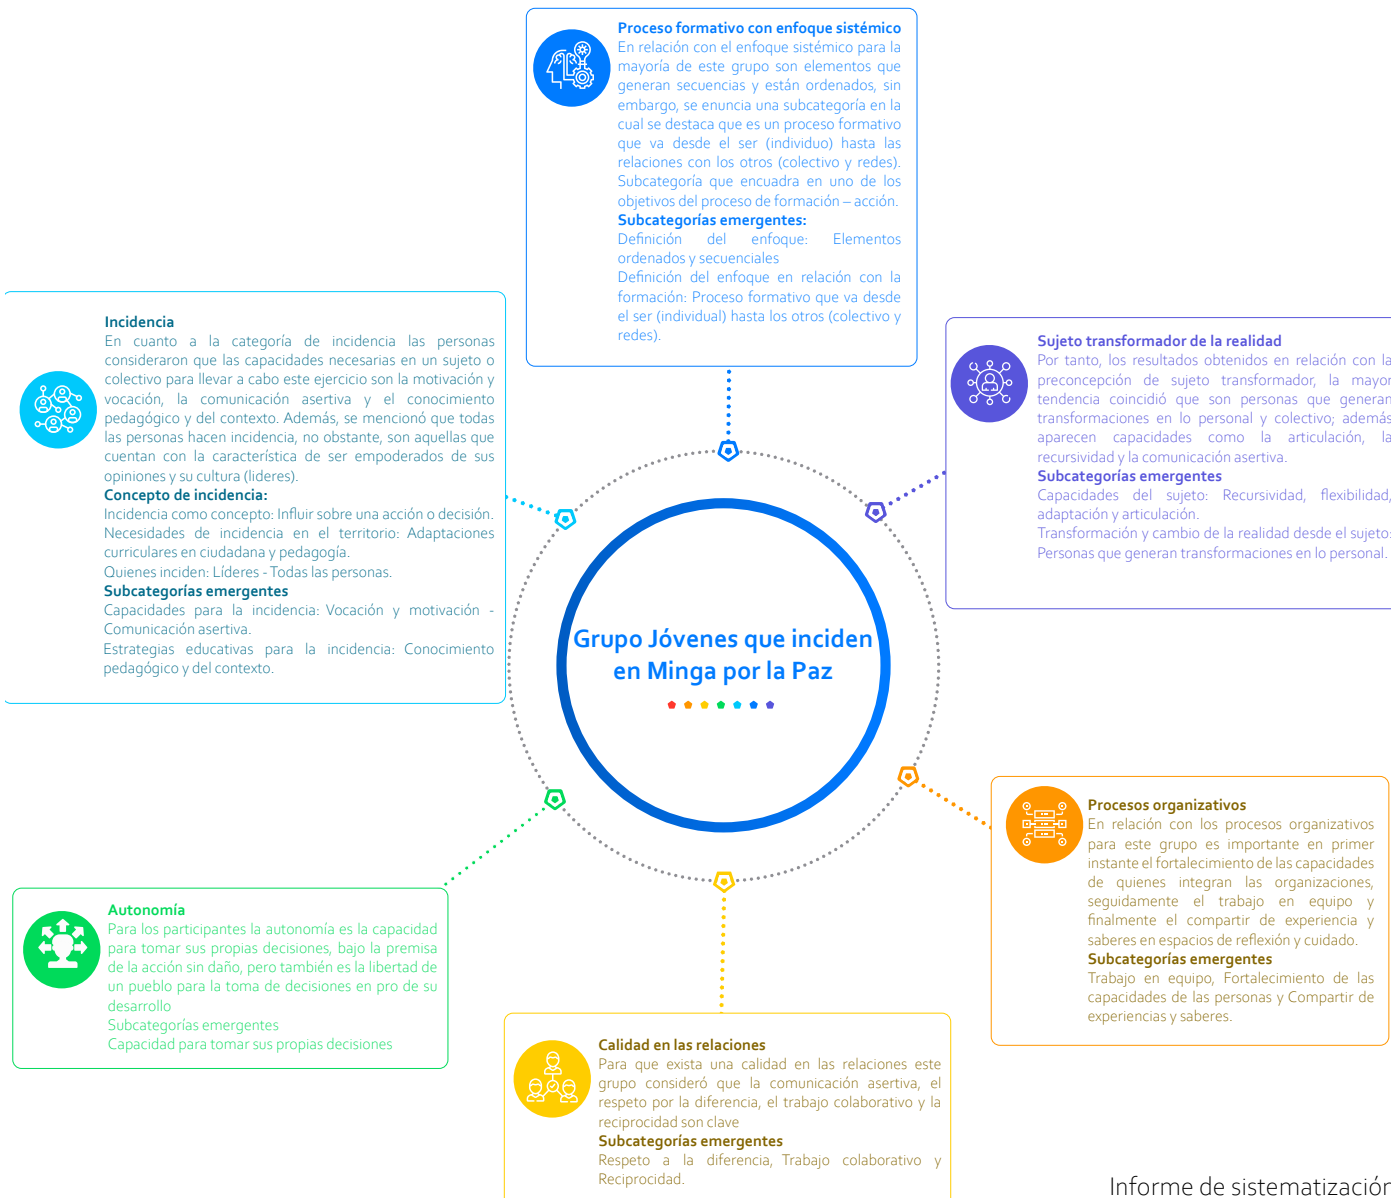 Proceso formativo con enfoque sistémico
En relación con el enfoque sistémico para la
mayoría de este grupo son elementos que
generan secuencias y están ordenados, sin
embargo, se enuncia una subcategoría en la
cual se destaca que es un proceso formativo
que va desde el ser (individuo) hasta las
relaciones con los otros (colectivo y redes).
Subcategoría que encuadra en uno de los
objetivos del proceso de formación – acción.
Subcategorías emergentes:
Definición del enfoque: Elementos
ordenados y secuenciales
Definición del enfoque en relación con la
formación: Proceso formativo que va desde
el ser (individual) hasta los otros (colectivo y
redes).
Incidencia
En cuanto a la categoría de incidencia las personas
consideraron que las capacidades necesarias en un sujeto o
colectivo para llevar a cabo este ejercicio son la motivación y
vocación, la comunicación asertiva y el conocimiento
pedagógico y del contexto. Además, se mencionó que todas
las personas hacen incidencia, no obstante, son aquellas que
cuentan con la característica de ser empoderados de sus
opiniones y su cultura (lideres).
Concepto de incidencia:
Incidencia como concepto: Influir sobre una acción o decisión.
Necesidades de incidencia en el territorio: Adaptaciones
curriculares en ciudadana y pedagogía.
Quienes inciden: Líderes - Todas las personas.
Subcategorías emergentes
Capacidades para la incidencia: Vocación y motivación -
Comunicación asertiva.
Estrategias educativas para la incidencia: Conocimiento
pedagógico y del contexto.
Sujeto transformador de la realidad
Por tanto, los resultados obtenidos en relación con la
preconcepción de sujeto transformador, la mayor
tendencia coincidió que son personas que generan
transformaciones en lo personal y colectivo; además
aparecen capacidades como la articulación, la
recursividad y la comunicación asertiva.
Subcategorías emergentes
Capacidades del sujeto: Recursividad, flexibilidad,
adaptación y articulación.
Transformación y cambio de la realidad desde el sujeto:
Personas que generan transformaciones en lo personal.
Grupo Jóvenes que inciden
en Minga por la Paz
Procesos organizativos
En relación con los procesos organizativos
para este grupo es importante en primer
instante el fortalecimiento de las capacidades
de quienes integran las organizaciones,
seguidamente el trabajo en equipo y
finalmente el compartir de experiencia y
saberes en espacios de reflexión y cuidado.
Subcategorías emergentes
Trabajo en equipo, Fortalecimiento de las
capacidades de las personas y Compartir de
experiencias y saberes.
Autonomía
Para los participantes la autonomía es la capacidad
para tomar sus propias decisiones, bajo la premisa
de la acción sin daño, pero también es la libertad de
un pueblo para la toma de decisiones en pro de su
desarrollo
Subcategorías emergentes
Capacidad para tomar sus propias decisiones
Calidad en las relaciones
Para que exista una calidad en las relaciones este
grupo consideró que la comunicación asertiva, el
respeto por la diferencia, el trabajo colaborativo y la
reciprocidad son clave
Subcategorías emergentes
Respeto a la diferencia, Trabajo colaborativo y
Reciprocidad.
Informe de sistematización